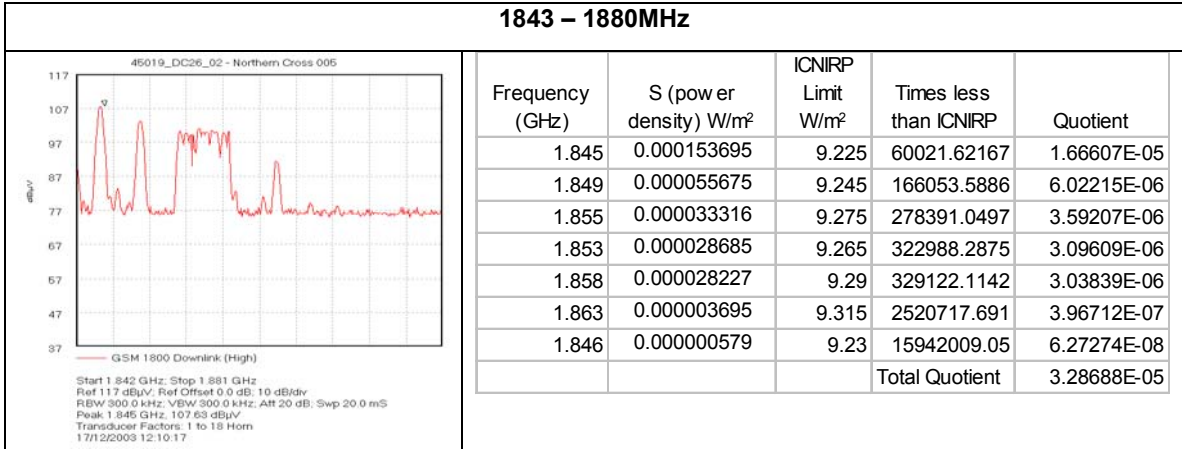 1843 – 1880MHz
45019_DC26_02 - Northern Cross 005
117
107
97
87
77
67
57
47
37
dBµV
GSM 1800 Downlink (High)
Start 1.842 GHz; Stop 1.881 GHz
Ref 117 dBµV; Ref Offset 0.0 dB; 10 dB/div
RBW 300.0 kHz; VBW 300.0 kHz; Att 20 dB; Swp 20.0 mS
Peak 1.845 GHz, 107.63 dBµV
Transducer Factors: 1 to 18 Horn
17/12/2003 12:10:17
Frequency (GHz) S (pow er density) W/m² ICNIRP Limit W/m² Times less than ICNIRP Quotient
1.845 0.000153695 9.225 60021.62167 1.66607E-05
1.849 0.000055675 9.245 166053.5886 6.02215E-06
1.855 0.000033316 9.275 278391.0497 3.59207E-06
1.853 0.000028685 9.265 322988.2875 3.09609E-06
1.858 0.000028227 9.29 329122.1142 3.03839E-06
1.863 0.000003695 9.315 2520717.691 3.96712E-07
1.846 0.000000579 9.23 15942009.05 6.27274E-08
Total Quotient 3.28688E-05